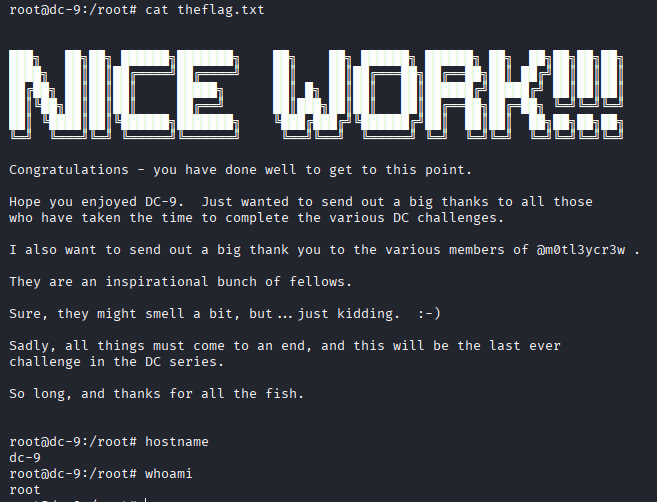 root@dc-9:/root# cat theflag.txt
NICE WORK!!!
Congratulations - you have done well to get to this point.
Hope you enjoyed DC-9.  Just wanted to send out a big thanks to all those
who have taken the time to complete the various DC challenges.
I also want to send out a big thank you to the various members of @m0tl3ycr3w .
They are an inspirational bunch of fellows.
Sure, they might smell a bit, but...just kidding.  :-)
Sadly, all things must come to an end, and this will be the last ever
challenge in the DC series.
So long, and thanks for all the fish.
root@dc-9:/root# hostname
dc-9
root@dc-9:/root# whoami
root